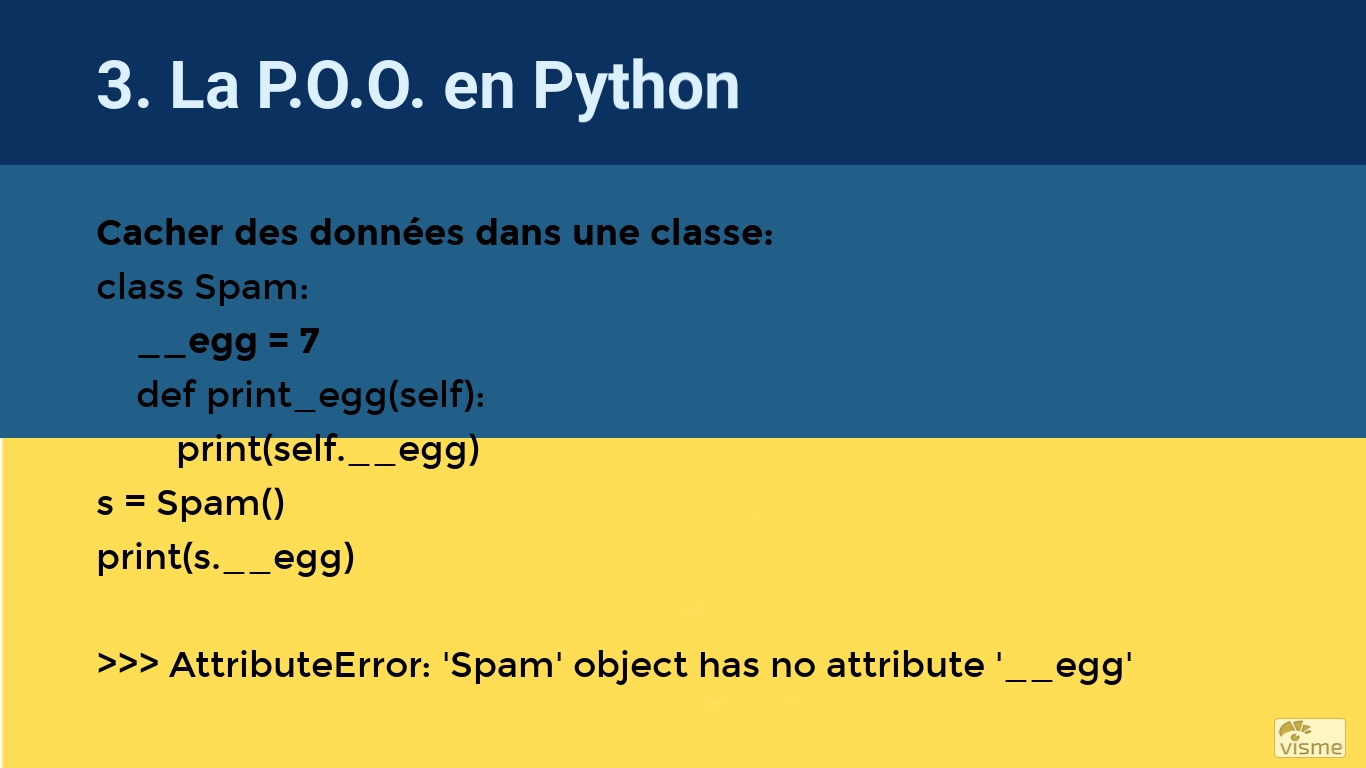 3. La P.O.O. en Python
Cacher des données dans une classe:
class Spam:
__egg = 7
def print_egg(self):
print(self.__egg)
s = Spam()
print(s.__egg)
>>> AttributeError: 'Spam' object has no attribute '__egg'
visme